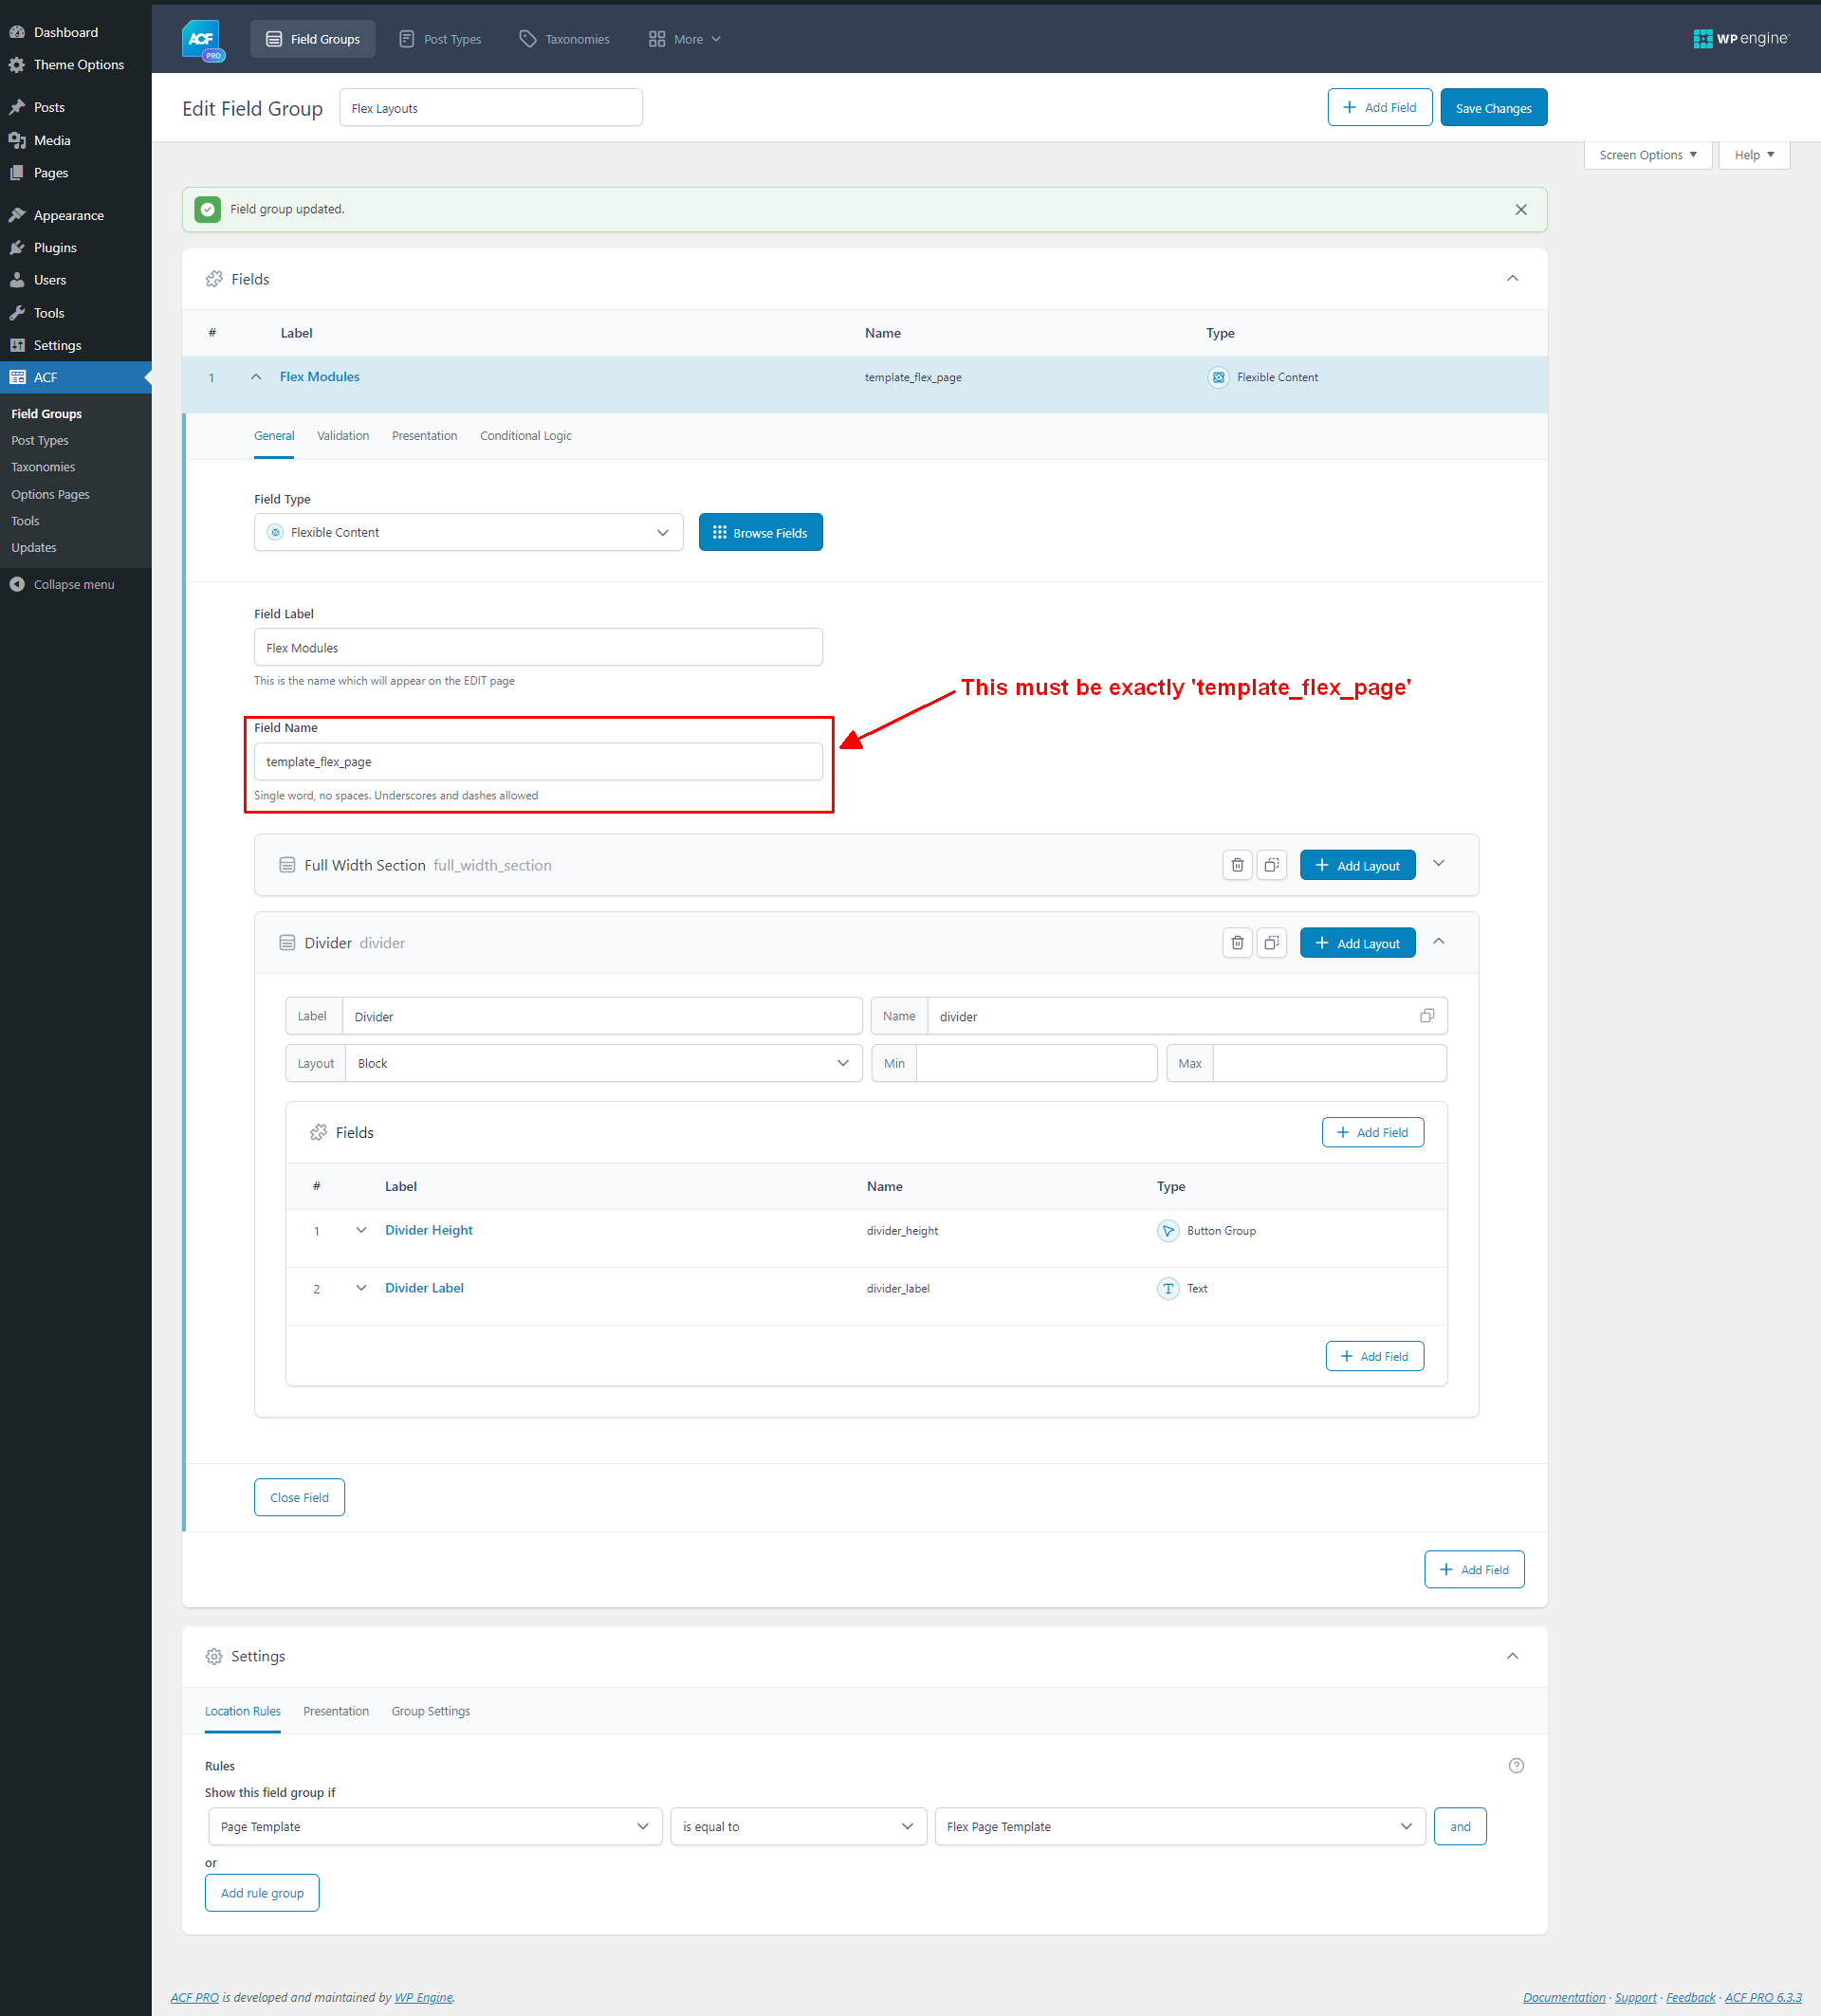 Dashboard
Theme Options
Posts
Media
Pages
Appearance
Plugins
Users
Tools
Settings
ACF
Field Groups
Post Types
Taxonomies
Options Pages
Tools
Updates
Collapse menu
ACF
PRO
Field Groups
Post Types
Taxonomies
More
WP engine
Edit Field Group
Flex Layouts
+ Add Field
Save Changes
Screen Options
Help
Field group updated.
Fields
# Label Name Type
1 Flex Modules template_flex_page Flexible Content
General Validation Presentation Conditional Logic
Field Type
Flexible Content
Browse Fields
Field Label
Flex Modules
This is the name which will appear on the EDIT page
This must be exactly 'template_flex_page'
Field Name
template_flex_page
Single word, no spaces. Underscores and dashes allowed
Full Width Section full_width_section
+ Add Layout
Divider divider
+ Add Layout
Label Divider Name divider
Layout Block Min Max
Fields
+ Add Field
# Label Name Type
1 Divider Height divider_height Button Group
2 Divider Label divider_label T Text
+ Add Field
Close Field
+ Add Field
Settings
Location Rules Presentation Group Settings
Rules
?
Show this field group if
Page Template is equal to Flex Page Template and
or
Add rule group
ACF PRO is developed and maintained by WP Engine.
Documentation · Support · Feedback · ACF PRO 6.3.3